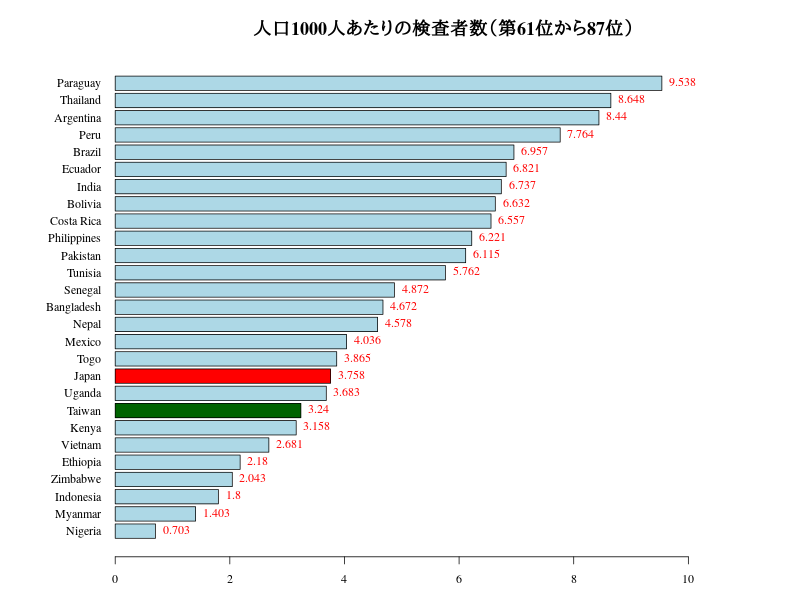 人口1000人あたりの検査者数（第61位から87位）
Paraguay 9.538
Thailand 8.648
Argentina 8.44
Peru 7.764
Brazil 6.957
Ecuador 6.821
India 6.737
Bolivia 6.632
Costa Rica 6.557
Philippines 6.221
Pakistan 6.115
Tunisia 5.762
Senegal 4.872
Bangladesh 4.672
Nepal 4.578
Mexico 4.036
Togo 3.865
Japan 3.758
Uganda 3.683
Taiwan 3.24
Kenya 3.158
Vietnam 2.681
Ethiopia 2.18
Zimbabwe 2.043
Indonesia 1.8
Myanmar 1.403
Nigeria 0.703
0 2 4 6 8 10